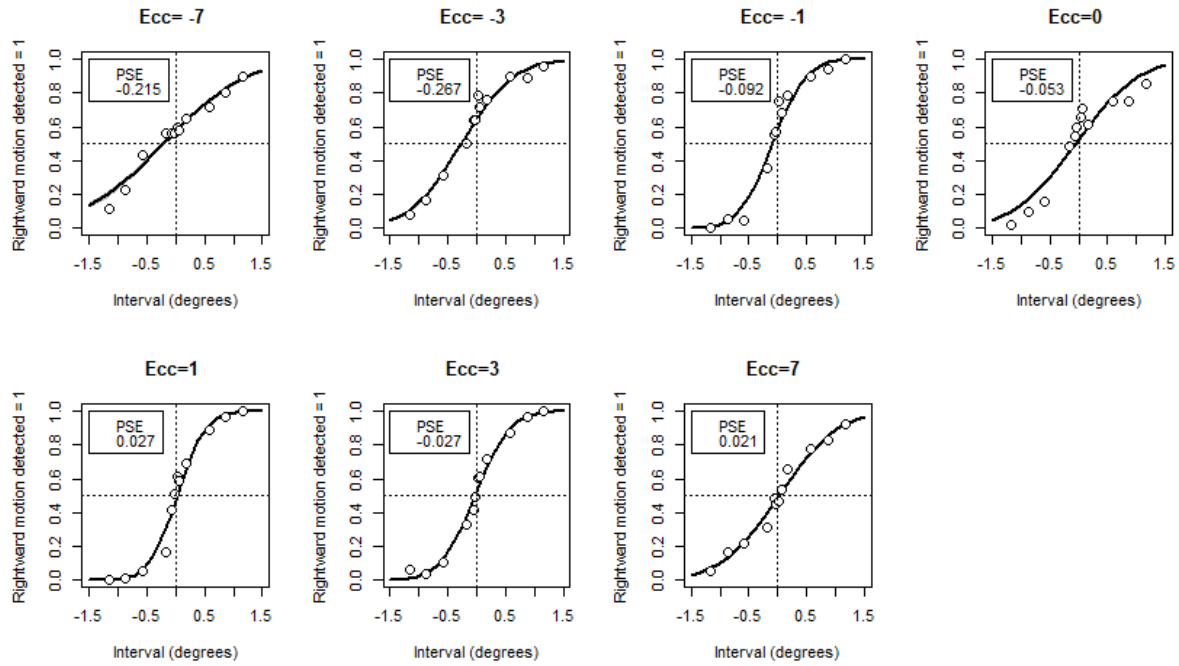 Ecc= -7
Rightward motion detected = 1
1.0
0.8
0.6
0.4
0.2
0.0
PSE
-0.215
-1.5 -0.5 0.5 1.5
Interval (degrees)
Ecc= -3
Rightward motion detected = 1
1.0
0.8
0.6
0.4
0.2
0.0
PSE
-0.267
-1.5 -0.5 0.5 1.5
Interval (degrees)
Ecc= -1
Rightward motion detected = 1
1.0
0.8
0.6
0.4
0.2
0.0
PSE
-0.092
-1.5 -0.5 0.5 1.5
Interval (degrees)
Ecc=0
Rightward motion detected = 1
1.0
0.8
0.6
0.4
0.2
0.0
PSE
-0.053
-1.5 -0.5 0.5 1.5
Interval (degrees)
Ecc=1
Rightward motion detected = 1
1.0
0.8
0.6
0.4
0.2
0.0
PSE
0.027
-1.5 -0.5 0.5 1.5
Interval (degrees)
Ecc=3
Rightward motion detected = 1
1.0
0.8
0.6
0.4
0.2
0.0
PSE
-0.027
-1.5 -0.5 0.5 1.5
Interval (degrees)
Ecc=7
Rightward motion detected = 1
1.0
0.8
0.6
0.4
0.2
0.0
PSE
0.021
-1.5 -0.5 0.5 1.5
Interval (degrees)